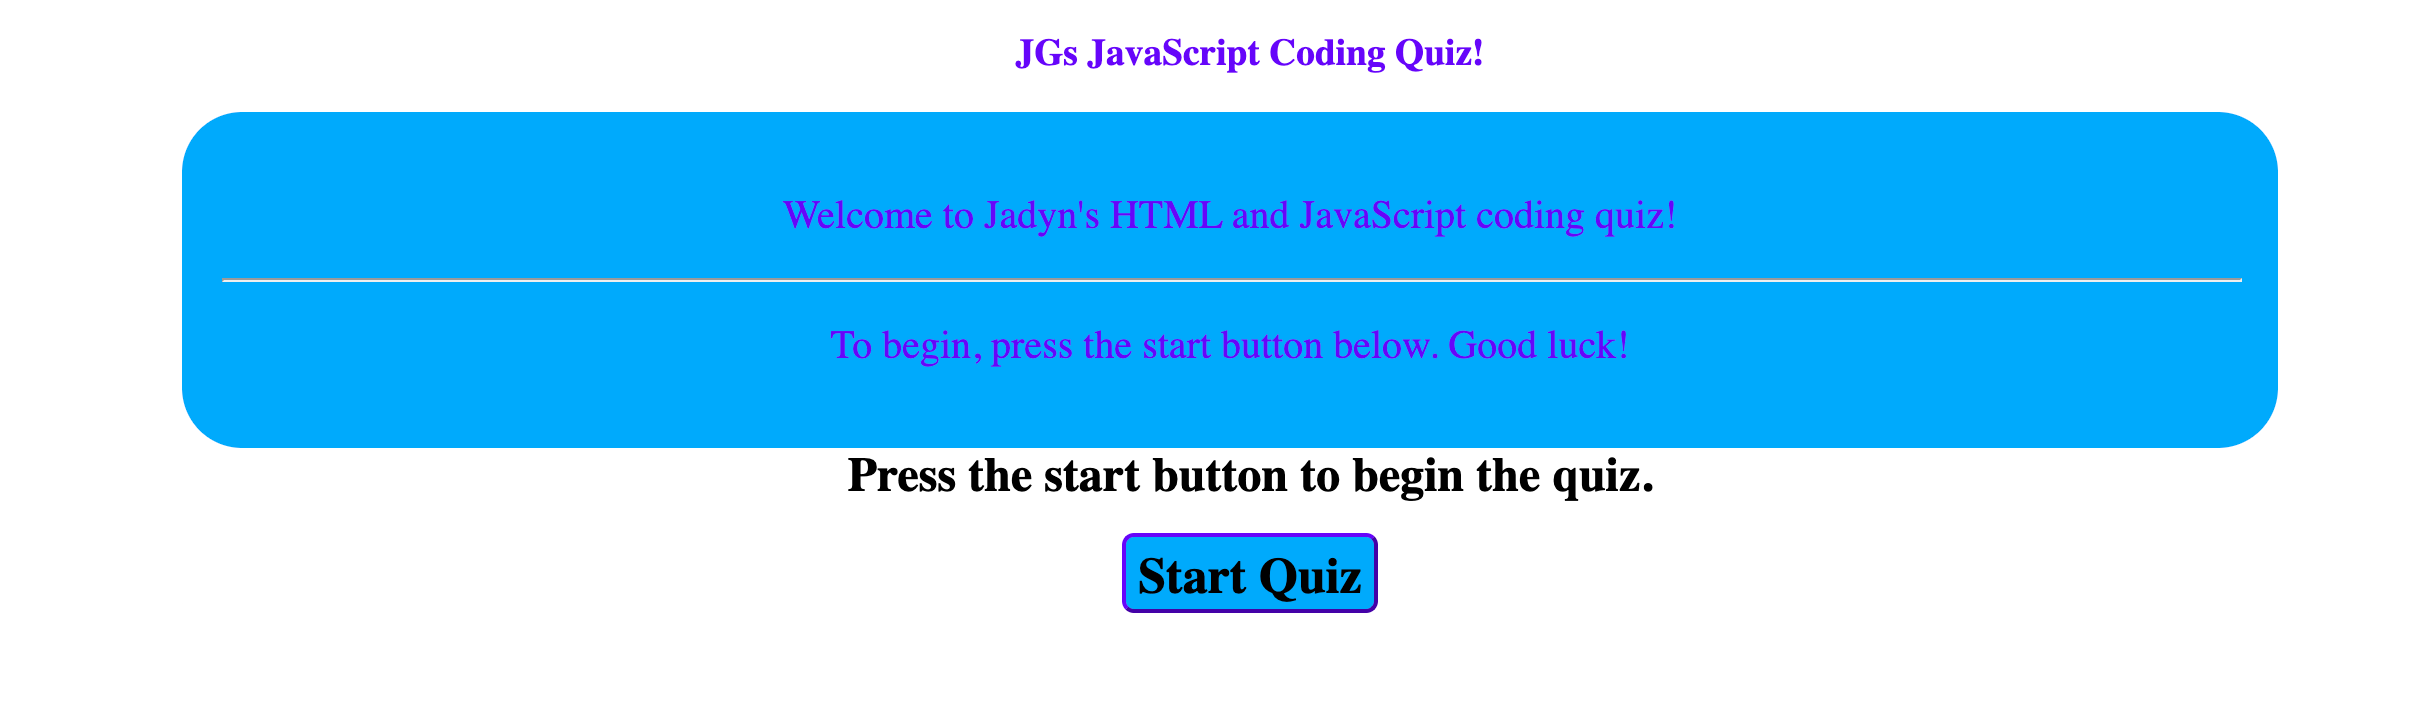 JGs JavaScript Coding Quiz!
Welcome to Jadyn's HTML and JavaScript coding quiz!
To begin, press the start button below. Good luck!
Press the start button to begin the quiz.
Start Quiz